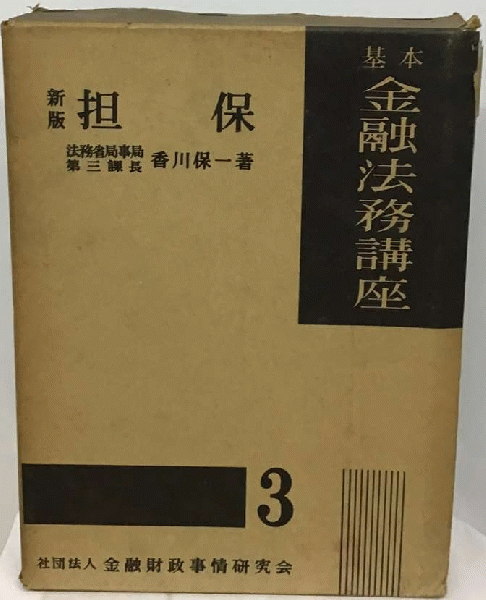 基本
金融法務講座
新版
担保
法務省局事局
第三課長
香川保一著
3
社団法人 金融財政事情研究会